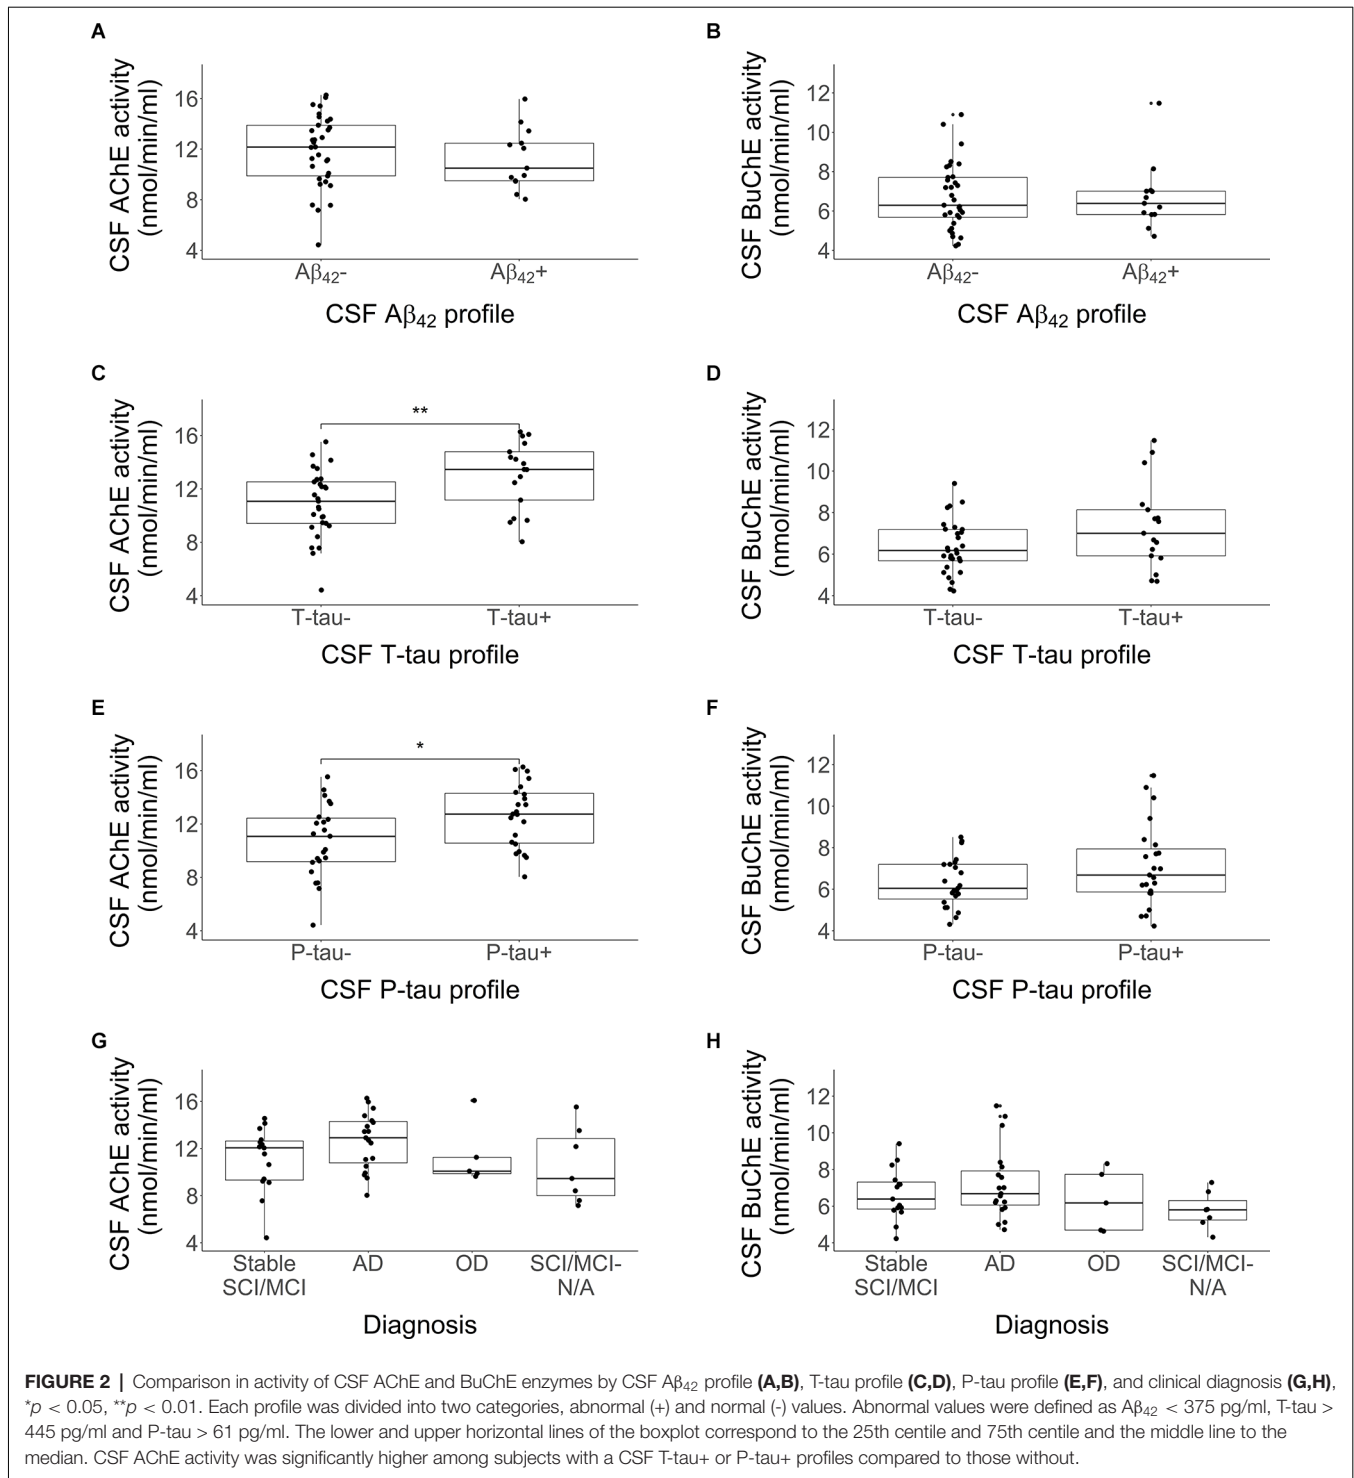 A
CSF AChE activity
(nmol/min/ml)
16
12
8
4
Aβ42-
Aβ42+
CSF Aβ42 profile
B
CSF BuChE activity
(nmol/min/ml)
12
10
8
6
4
Aβ42-
Aβ42+
CSF Aβ42 profile
C
CSF AChE activity
(nmol/min/ml)
16
12
8
4
**
T-tau-
T-tau+
CSF T-tau profile
D
CSF BuChE activity
(nmol/min/ml)
12
10
8
6
4
T-tau-
T-tau+
CSF T-tau profile
E
CSF AChE activity
(nmol/min/ml)
16
12
8
4
*
P-tau-
P-tau+
CSF P-tau profile
F
CSF BuChE activity
(nmol/min/ml)
12
10
8
6
4
P-tau-
P-tau+
CSF P-tau profile
G
CSF AChE activity
(nmol/min/ml)
16
12
8
4
Stable
SCI/MCI
AD
OD
SCI/MCI-
N/A
Diagnosis
H
CSF BuChE activity
(nmol/min/ml)
12
10
8
6
4
Stable
SCI/MCI
AD
OD
SCI/MCI-
N/A
Diagnosis
FIGURE 2 | Comparison in activity of CSF AChE and BuChE enzymes by CSF Aβ42 profile (A,B), T-tau profile (C,D), P-tau profile (E,F), and clinical diagnosis (G,H),
*p < 0.05, **p < 0.01. Each profile was divided into two categories, abnormal (+) and normal (-) values. Abnormal values were defined as Aβ42 < 375 pg/ml, T-tau >
445 pg/ml and P-tau > 61 pg/ml. The lower and upper horizontal lines of the boxplot correspond to the 25th centile and 75th centile and the middle line to the
median. CSF AChE activity was significantly higher among subjects with a CSF T-tau+ or P-tau+ profiles compared to those without.